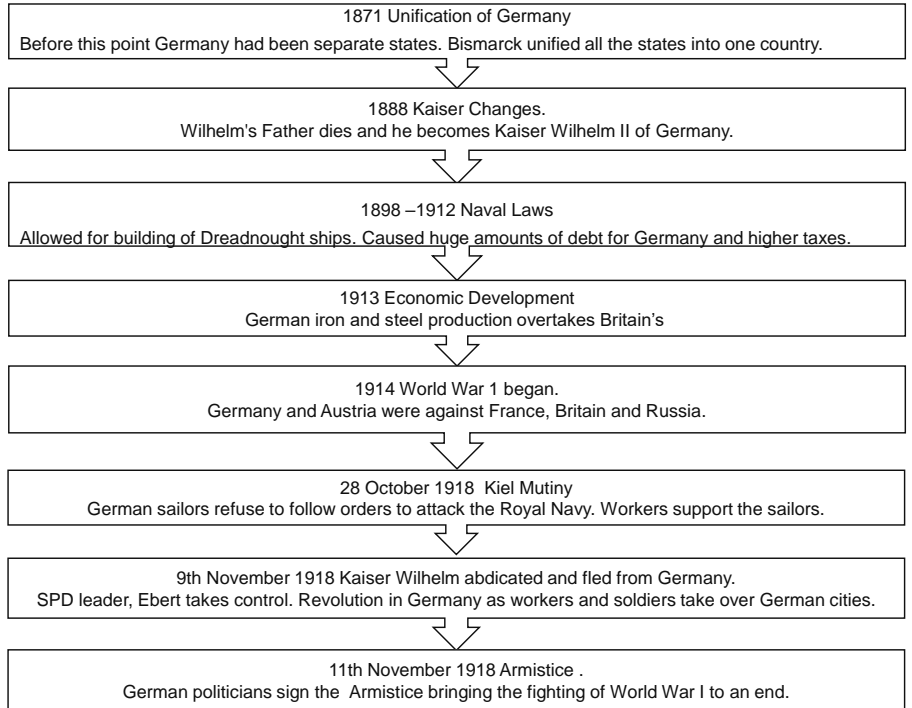 1871 Unification of Germany
Before this point Germany had been separate states. Bismarck unified all the states into one country.
1888 Kaiser Changes.
Wilhelm's Father dies and he becomes Kaiser Wilhelm II of Germany.
1898 –1912 Naval Laws
Allowed for building of Dreadnought ships. Caused huge amounts of debt for Germany and higher taxes.
1913 Economic Development
German iron and steel production overtakes Britain's
1914 World War 1 began.
Germany and Austria were against France, Britain and Russia.
28 October 1918  Kiel Mutiny
German sailors refuse to follow orders to attack the Royal Navy. Workers support the sailors.
9th November 1918 Kaiser Wilhelm abdicated and fled from Germany.
SPD leader, Ebert takes control. Revolution in Germany as workers and soldiers take over German cities.
11th November 1918 Armistice .
German politicians sign the  Armistice bringing the fighting of World War I to an end.